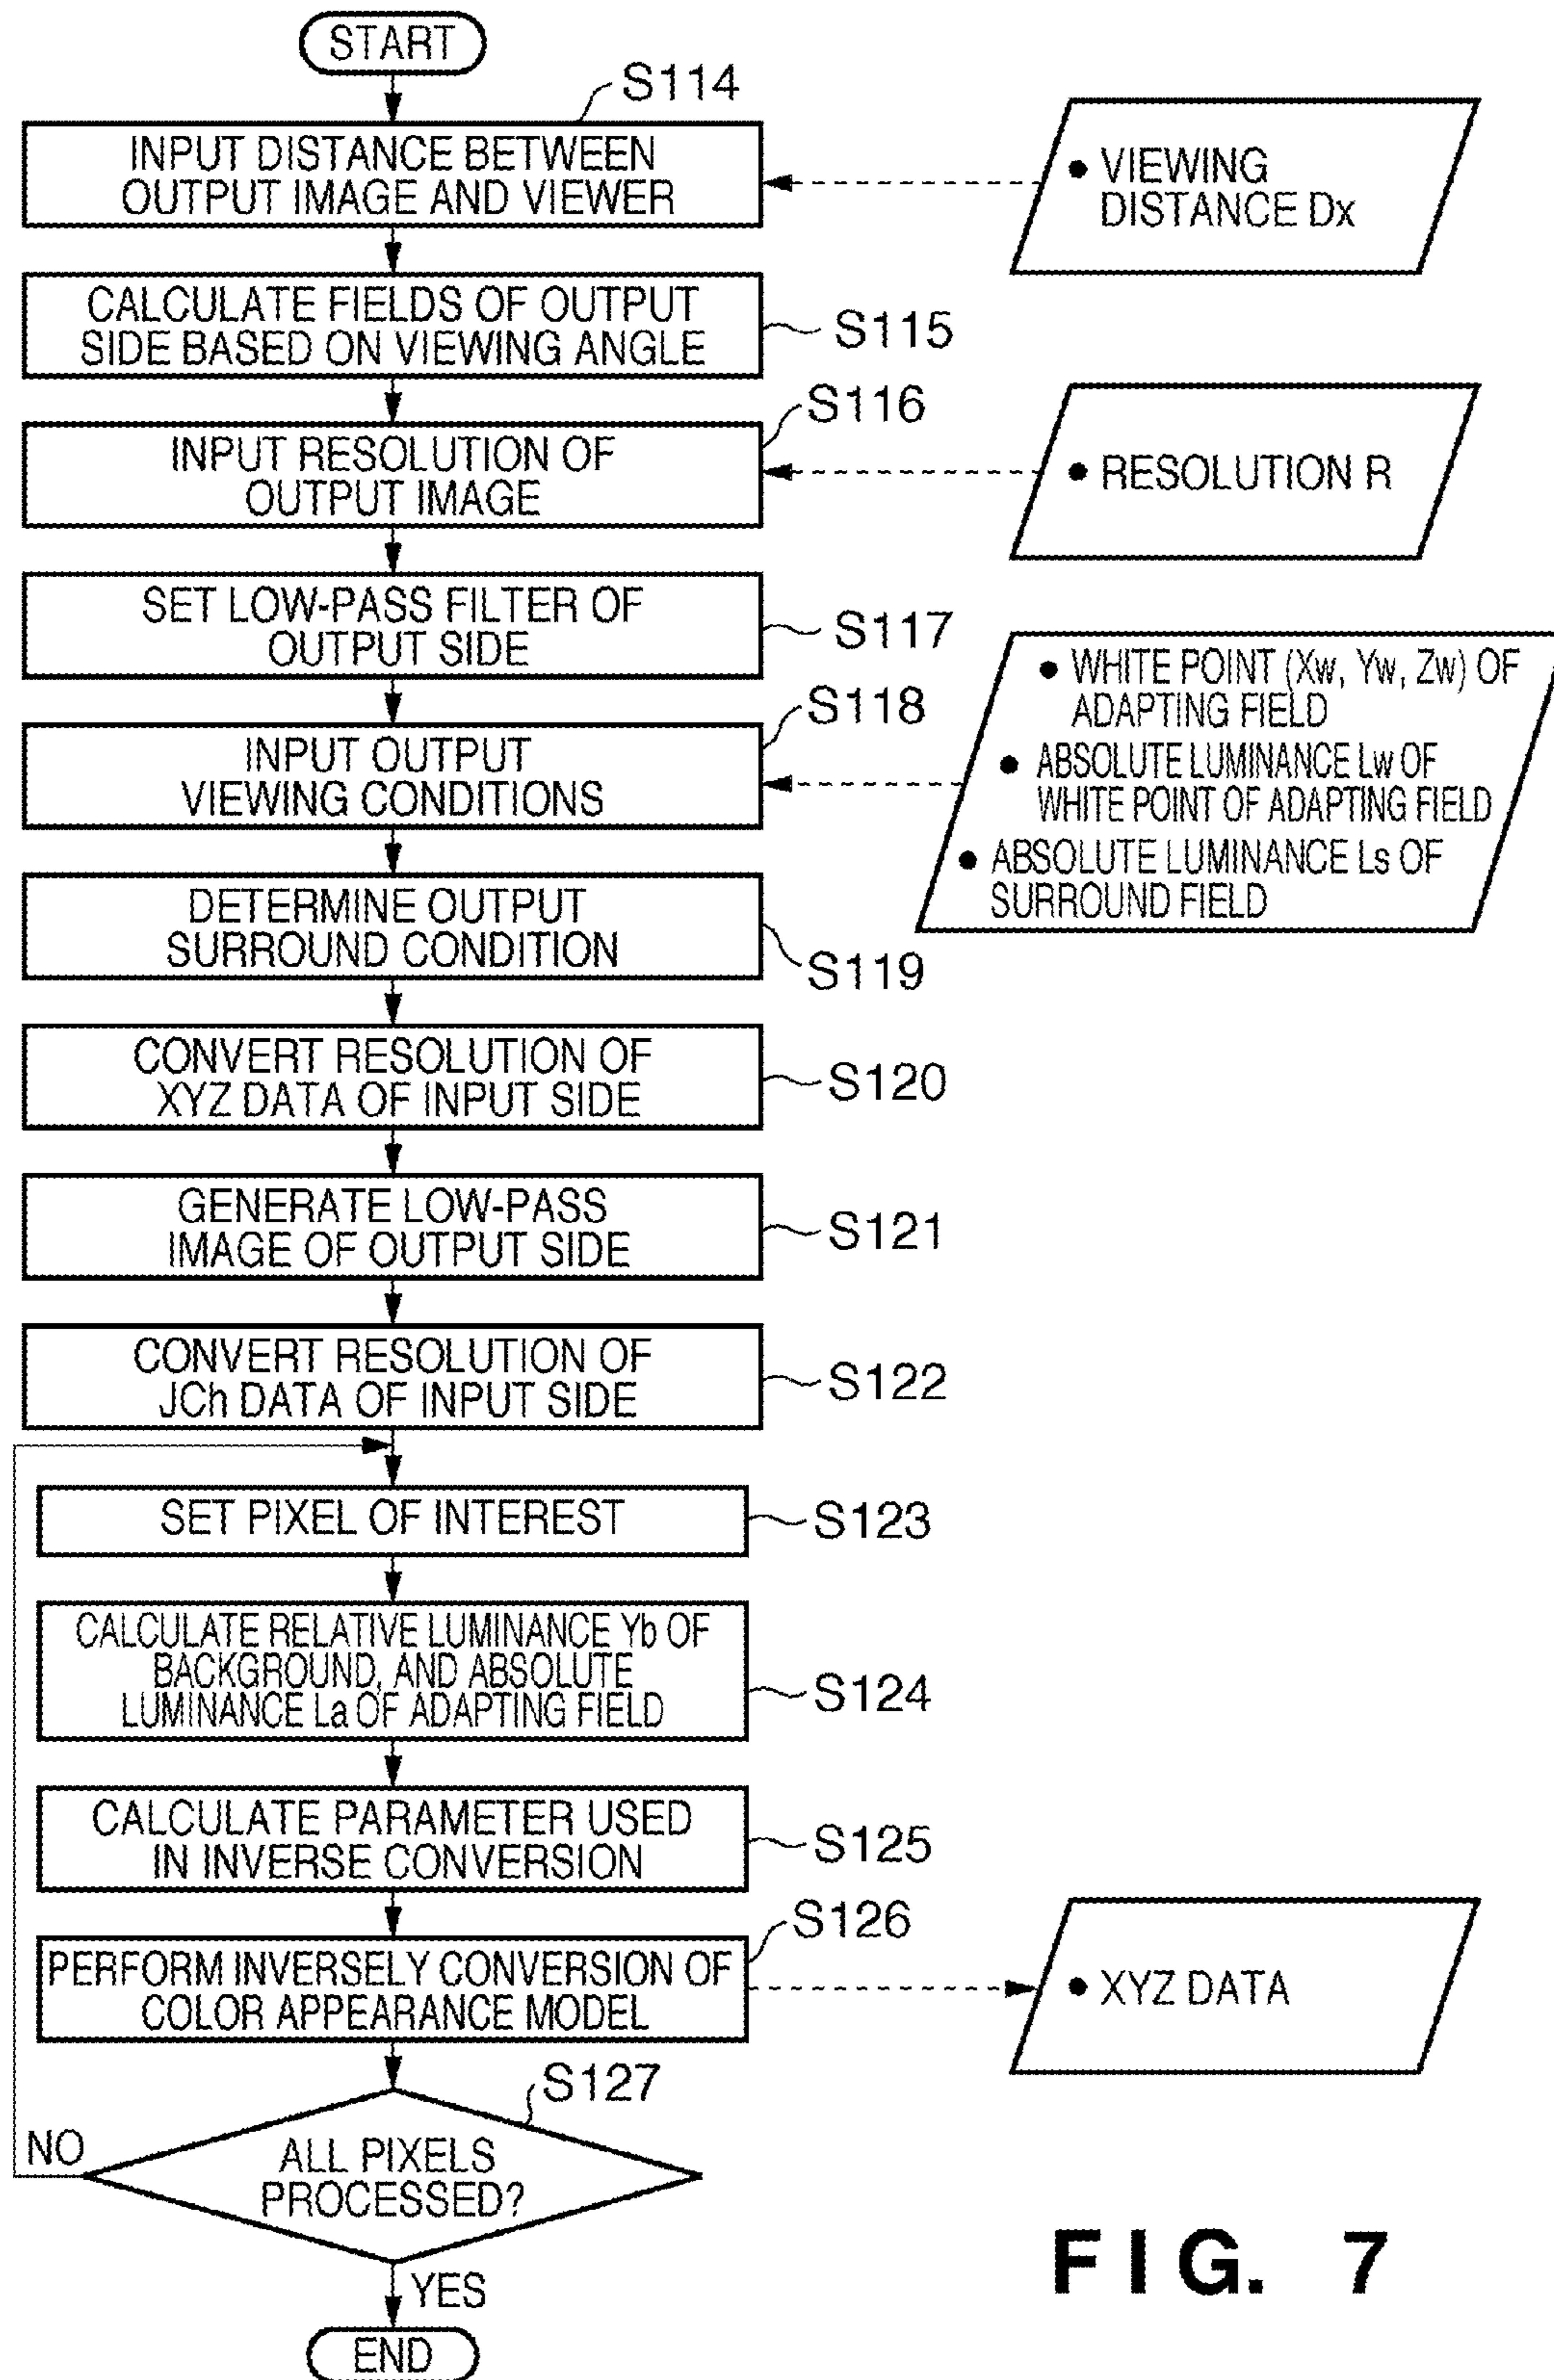 START
S114
INPUT DISTANCE BETWEEN
OUTPUT IMAGE AND VIEWER
• VIEWING
DISTANCE Dx
CALCULATE FIELDS OF OUTPUT
SIDE BASED ON VIEWING ANGLE
S115
S116
INPUT RESOLUTION OF
OUTPUT IMAGE
• RESOLUTION R
SET LOW-PASS FILTER OF
OUTPUT SIDE
S117
• WHITE POINT (Xw, Yw, Zw) OF
ADAPTING FIELD
• ABSOLUTE LUMINANCE Lw OF
WHITE POINT OF ADAPTING FIELD
• ABSOLUTE LUMINANCE Ls OF
SURROUND FIELD
S118
INPUT OUTPUT
VIEWING CONDITIONS
DETERMINE OUTPUT
SURROUND CONDITION
S119
CONVERT RESOLUTION OF
XYZ DATA OF INPUT SIDE
S120
GENERATE LOW-PASS
IMAGE OF OUTPUT SIDE
S121
CONVERT RESOLUTION OF
JCh DATA OF INPUT SIDE
S122
SET PIXEL OF INTEREST
S123
CALCULATE RELATIVE LUMINANCE Yb OF
BACKGROUND, AND ABSOLUTE
LUMINANCE La OF ADAPTING FIELD
S124
CALCULATE PARAMETER USED
IN INVERSE CONVERSION
S125
S126
PERFORM INVERSELY CONVERSION OF
COLOR APPEARANCE MODEL
• XYZ DATA
S127
NO
ALL PIXELS
PROCESSED?
YES
END
FIG. 7